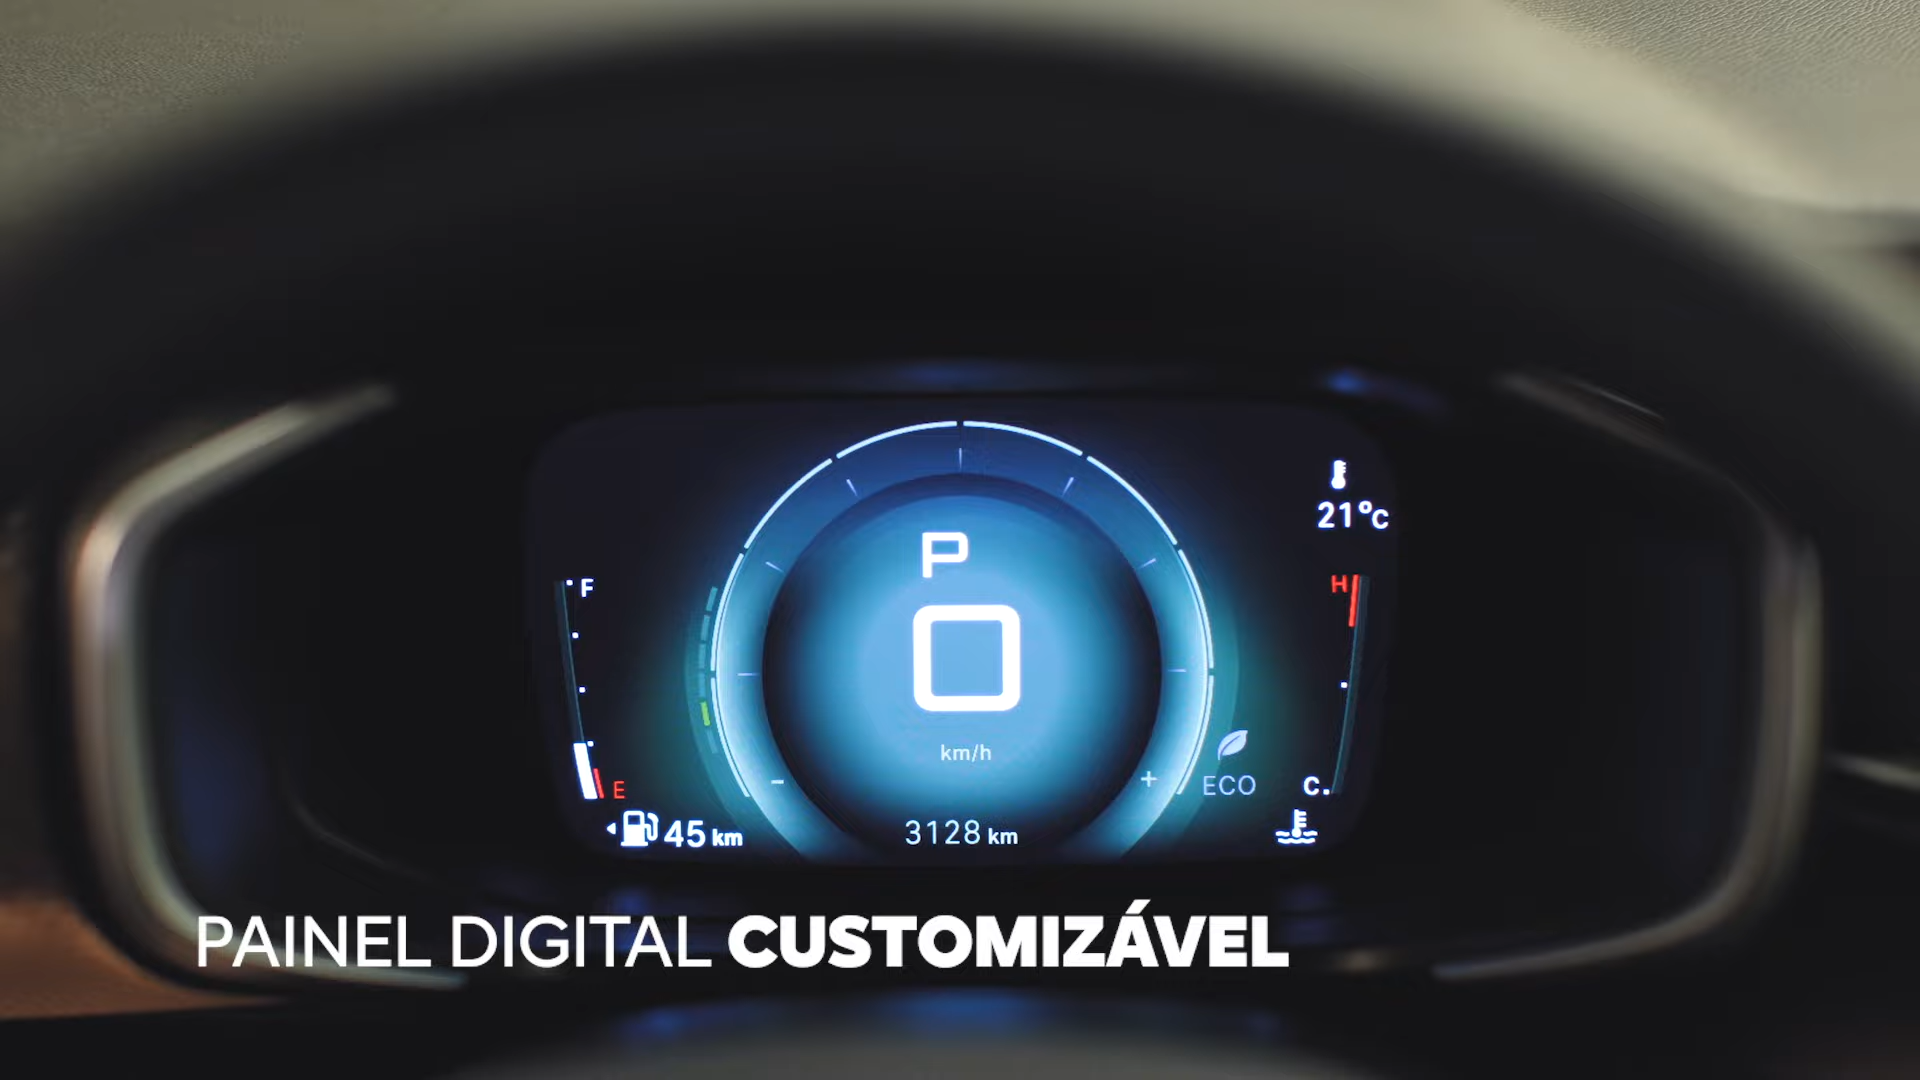 P
0
km/h
21°C
F
E
45 km
3128 km
- +
ECO
H
C
PAINEL DIGITAL CUSTOMIZÁVEL